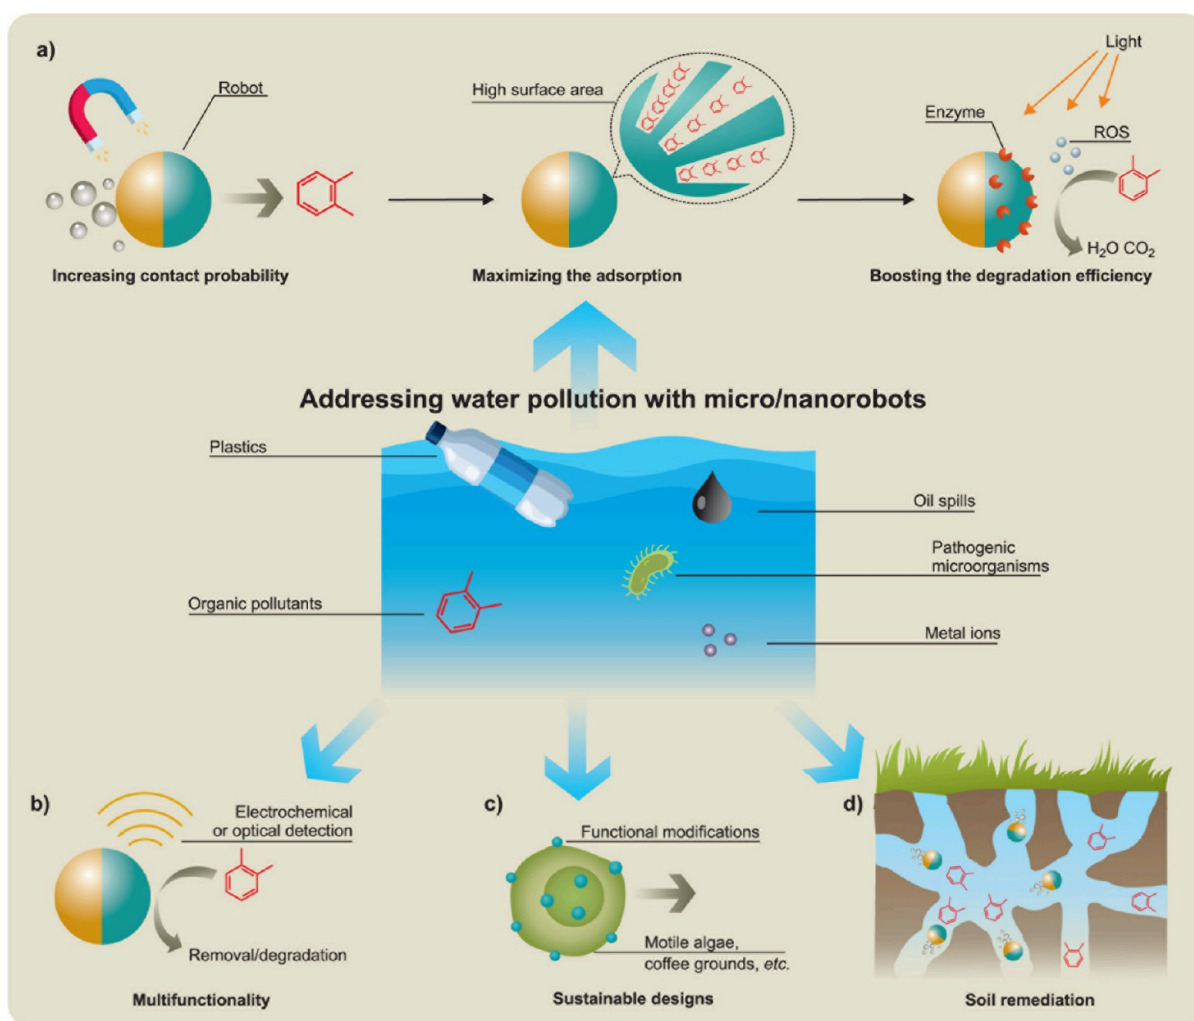 a)
Robot
Increasing contact probability
High surface area
Maximizing the adsorption
Light
Enzyme
ROS
H₂O CO₂
Boosting the degradation efficiency
Addressing water pollution with micro/nanorobots
Plastics
Oil spills
Pathogenic
microorganisms
Organic pollutants
Metal ions
b)
Electrochemical
or optical detection
Removal/degradation
Multifunctionality
c)
Functional modifications
Motile algae,
coffee grounds, etc.
Sustainable designs
d)
Soil remediation